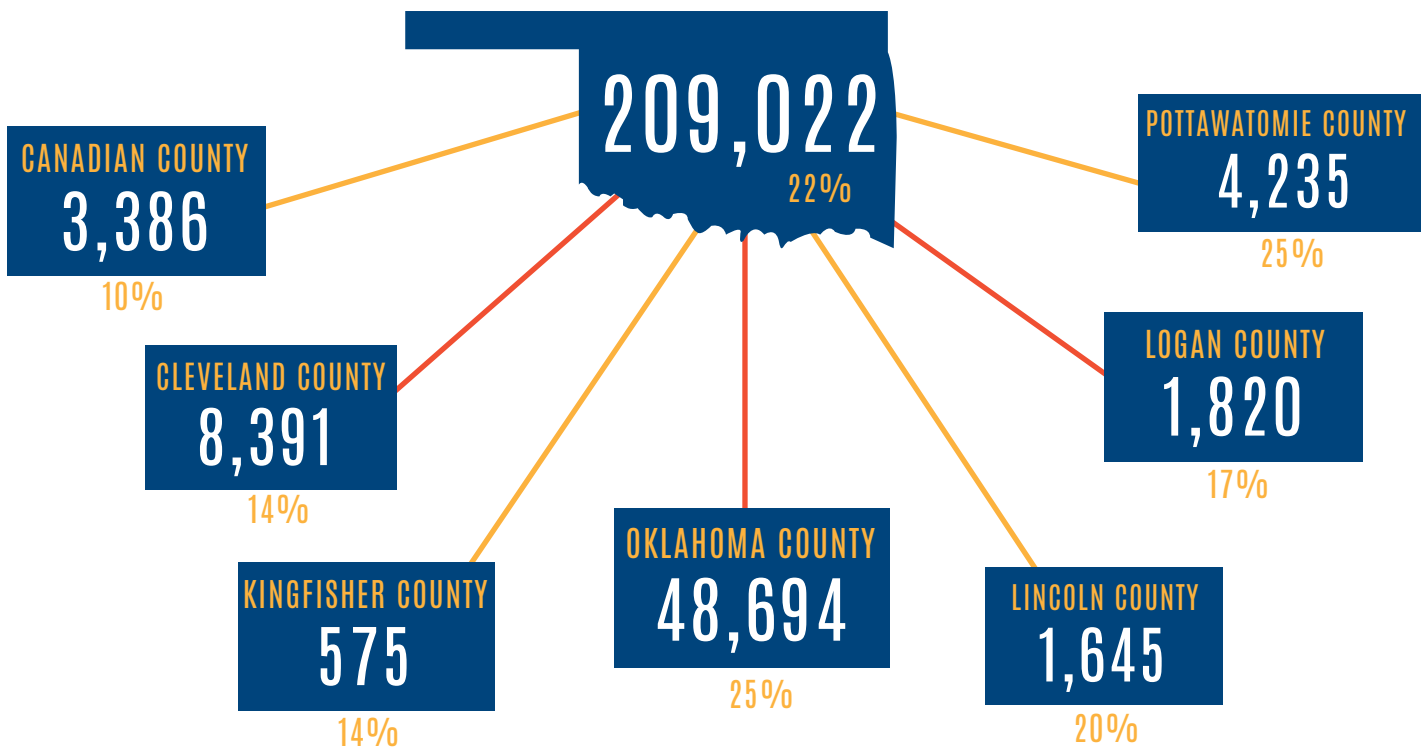 209,022
22%
CANADIAN COUNTY
3,386
10%
POTTAWATOMIE COUNTY
4,235
25%
CLEVELAND COUNTY
8,391
14%
LOGAN COUNTY
1,820
17%
KINGFISHER COUNTY
575
14%
OKLAHOMA COUNTY
48,694
25%
LINCOLN COUNTY
1,645
20%